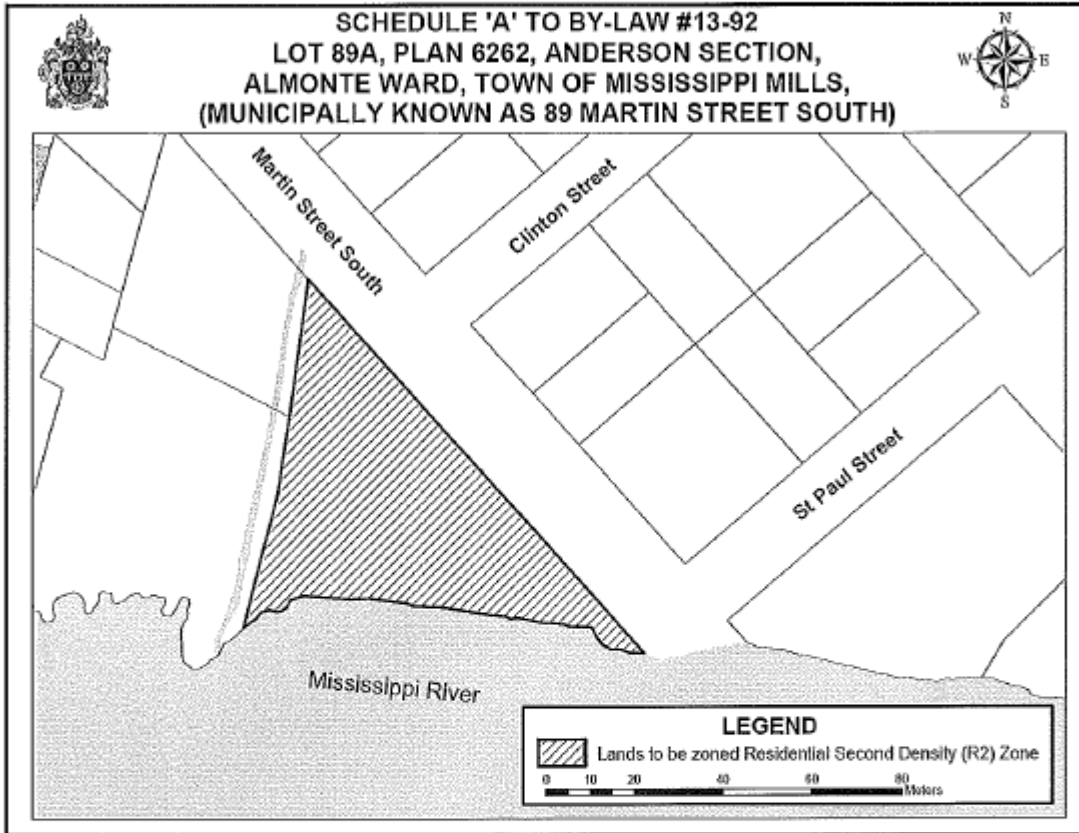 SCHEDULE 'A' TO BY-LAW #13-92
LOT 89A, PLAN 6262, ANDERSON SECTION,
ALMONTE WARD, TOWN OF MISSISSIPPI MILLS,
(MUNICIPALLY KNOWN AS 89 MARTIN STREET SOUTH)
N
W E
S
Martin Street South
Clinton Street
St Paul Street
Mississippi River
LEGEND
Lands to be zoned Residential Second Density (R2) Zone
0 10 20 40 60 80
Meters